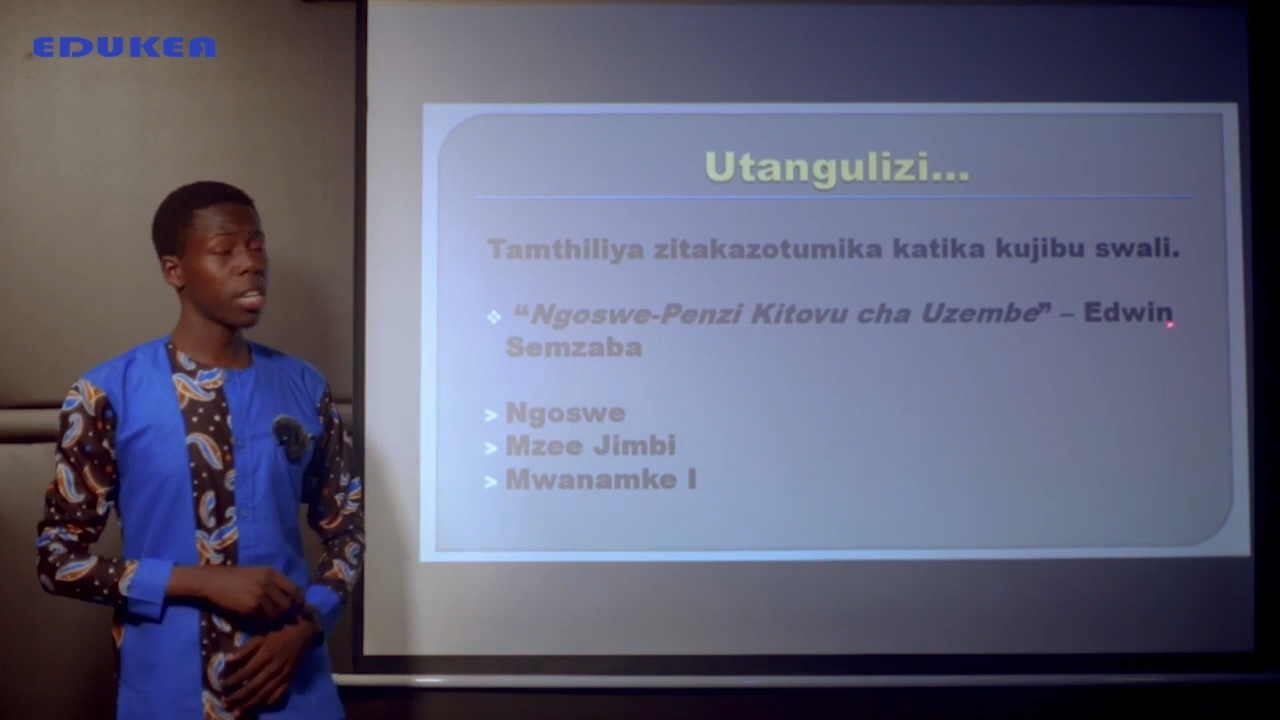 EDUKEA
Utangulizi...
Tamthiliya zitakazotumika katika kujibu swali.
❖ “Ngoswe-Penzi Kitovu cha Uzembe” – Edwin
Semzaba
> Ngoswe
> Mzee Jimbi
> Mwanamke I